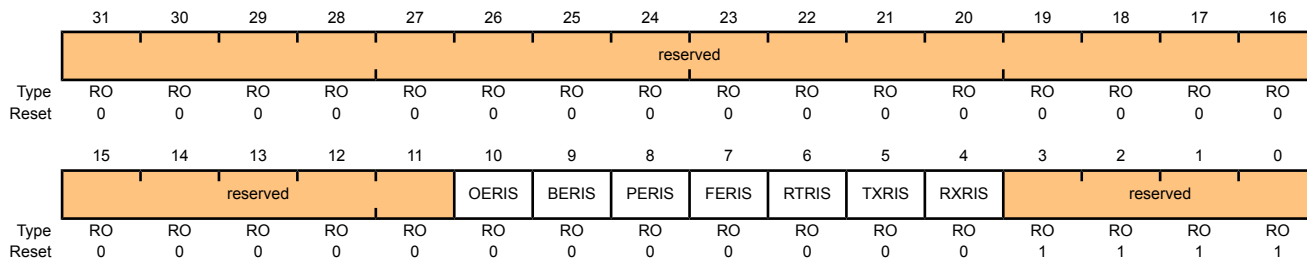 31 30 29 28 27 26 25 24 23 22 21 20 19 18 17 16
reserved
Type RO RO RO RO RO RO RO RO RO RO RO RO RO RO RO RO
Reset 0 0 0 0 0 0 0 0 0 0 0 0 0 0 0 0
15 14 13 12 11 10 9 8 7 6 5 4 3 2 1 0
reserved OERIS BERIS PERIS FERIS RTRIS TXRIS RXRIS reserved
Type RO RO RO RO RO RO RO RO RO RO RO RO RO RO RO RO
Reset 0 0 0 0 0 0 0 0 0 0 0 0 1 1 1 1